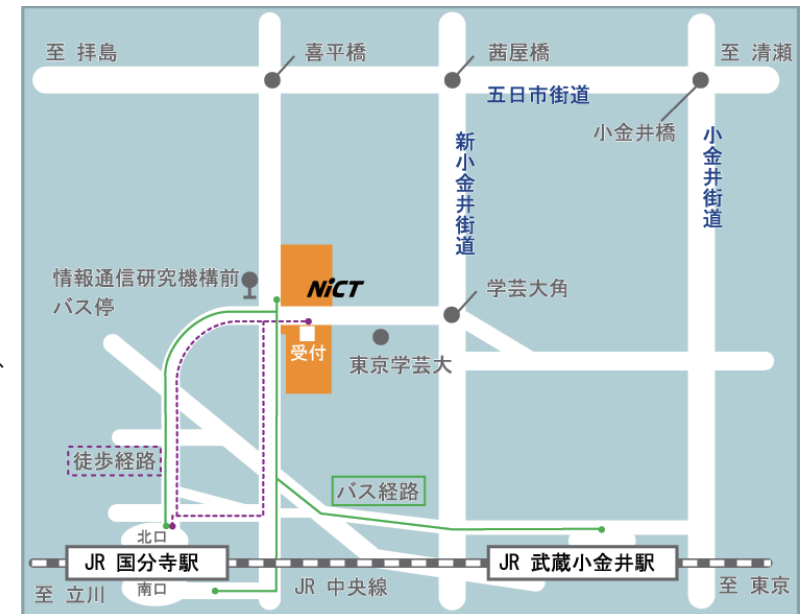 至 拝島
喜平橋
茜屋橋
至 清瀬
五日市街道
小金井橋
新小金井街道
小金井街道
情報通信研究機構前
バス停
NiCT
学芸大角
受付
東京学芸大
徒歩経路
バス経路
北口
JR 国分寺駅
JR 武蔵小金井駅
至 立川
南口
JR 中央線
至 東京
、